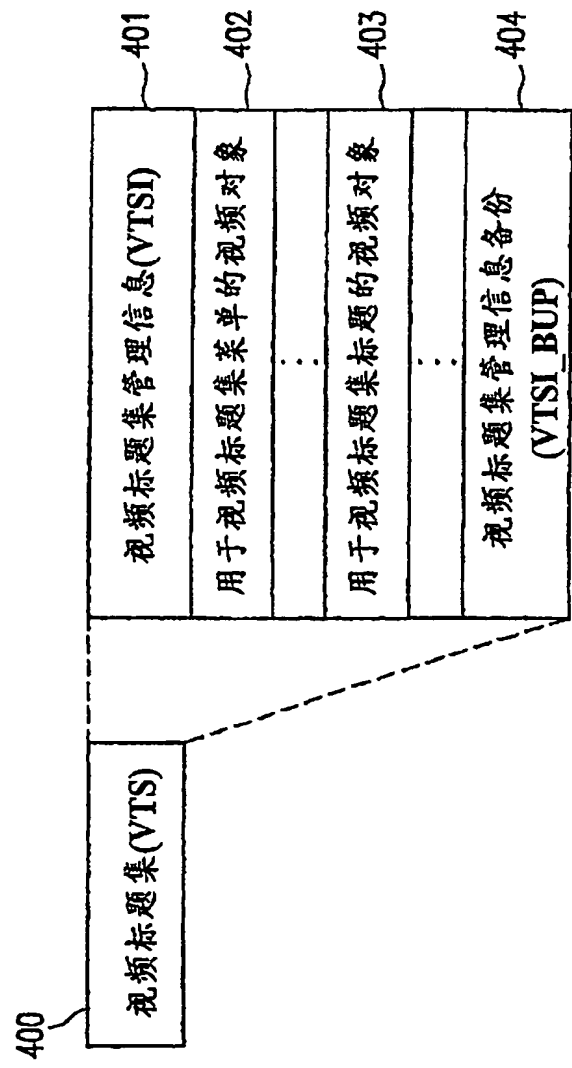 400
视频标题集(VTS)
视频标题集管理信息(VTSI)
401
用于视频标题集菜单的视频对象
402
···
用于视频标题集标题的视频对象
403
···
视频标题集管理信息备份
(VTSI_BUP)
404